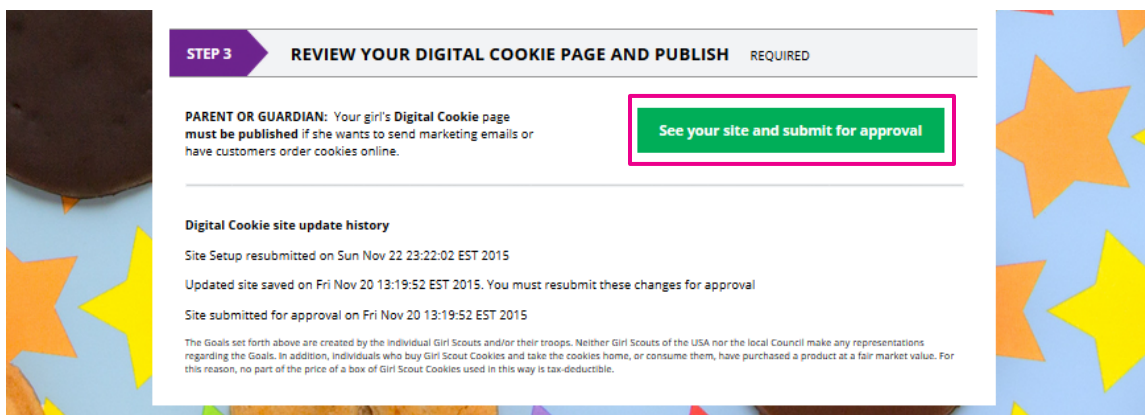 STEP 3
REVIEW YOUR DIGITAL COOKIE PAGE AND PUBLISH REQUIRED
PARENT OR GUARDIAN: Your girl's Digital Cookie page
must be published if she wants to send marketing emails or
have customers order cookies online.
See your site and submit for approval
Digital Cookie site update history
Site Setup resubmitted on Sun Nov 22 23:22:02 EST 2015
Updated site saved on Fri Nov 20 13:19:52 EST 2015. You must resubmit these changes for approval
Site submitted for approval on Fri Nov 20 13:19:52 EST 2015
The Goals set forth above are created by the individual Girl Scouts and/or their troops. Neither Girl Scouts of the USA nor the local Council make any representations
regarding the Goals. In addition, individuals who buy Girl Scout Cookies and take the cookies home, or consume them, have purchased a product at a fair market value. For
this reason, no part of the price of a box of Girl Scout Cookies used in this way is tax-deductible.